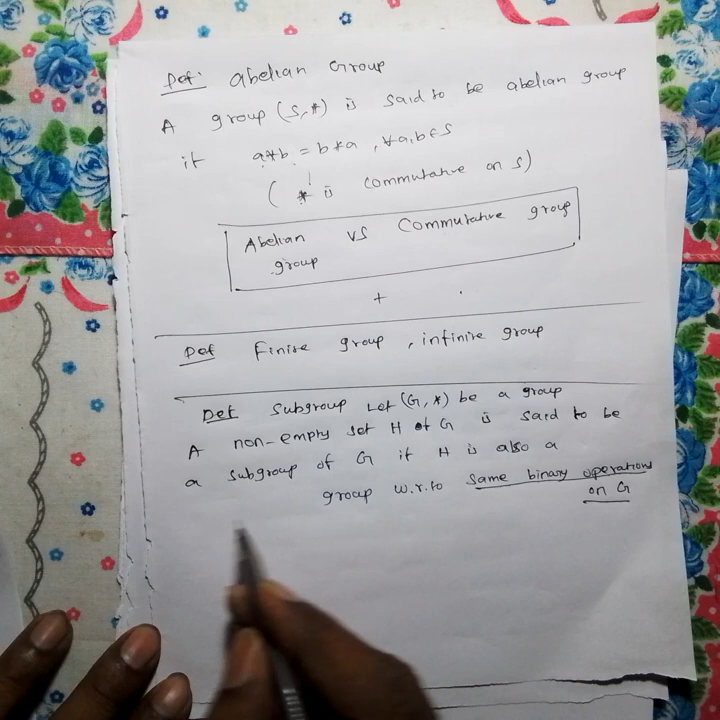 Def: Abelian Group
A group (S,*) is said to be abelian group
if a*b = b*a, ∀a,b∈S
( * is commutative on S)
Abelian vs Commutative group
group
+ .
Def Finite group, infinite group
Def Subgroup Let (G,*) be a group
A non-empty set H of G is said to be
a subgroup of G if H is also a
group w.r.to same binary operation
on G